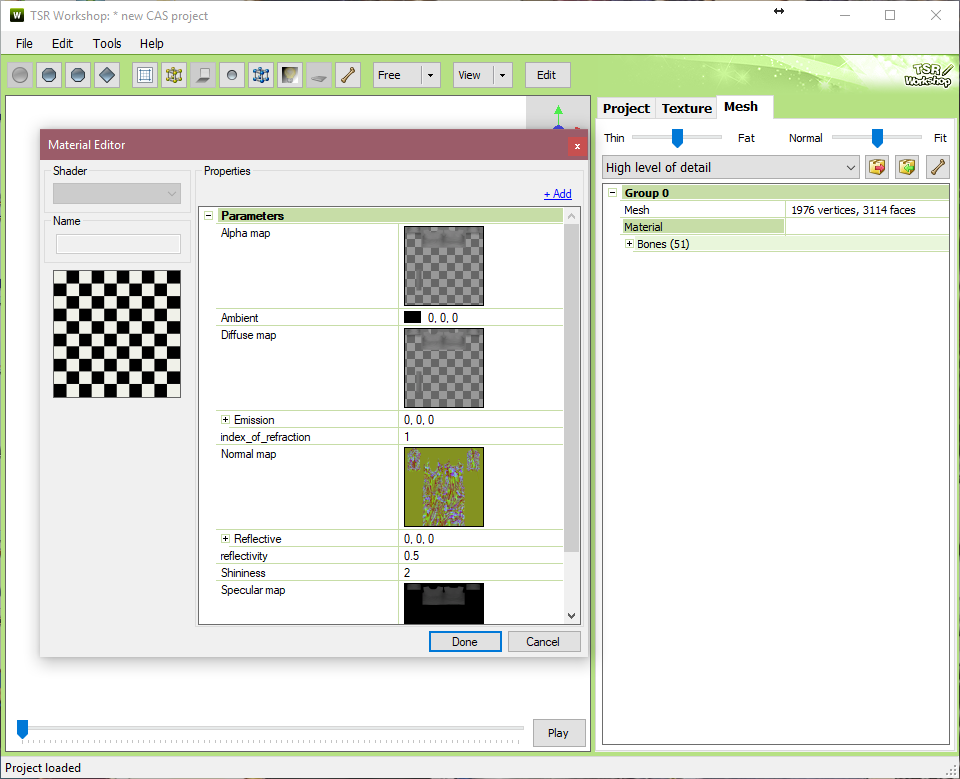 TSR Workshop: * new CAS project
File Edit Tools Help
Free View Edit
TSR Workshop
Project Texture Mesh
Thin Fat Normal Fit
High level of detail
Group 0
Mesh 1976 vertices, 3114 faces
Material
Bones (51)
Material Editor
Shader
Name
Properties
+ Add
Parameters
Alpha map
Ambient 0, 0, 0
Diffuse map
Emission 0, 0, 0
index_of_refraction 1
Normal map
Reflective 0, 0, 0
reflectivity 0.5
Shininess 2
Specular map
Done Cancel
Play
Project loaded